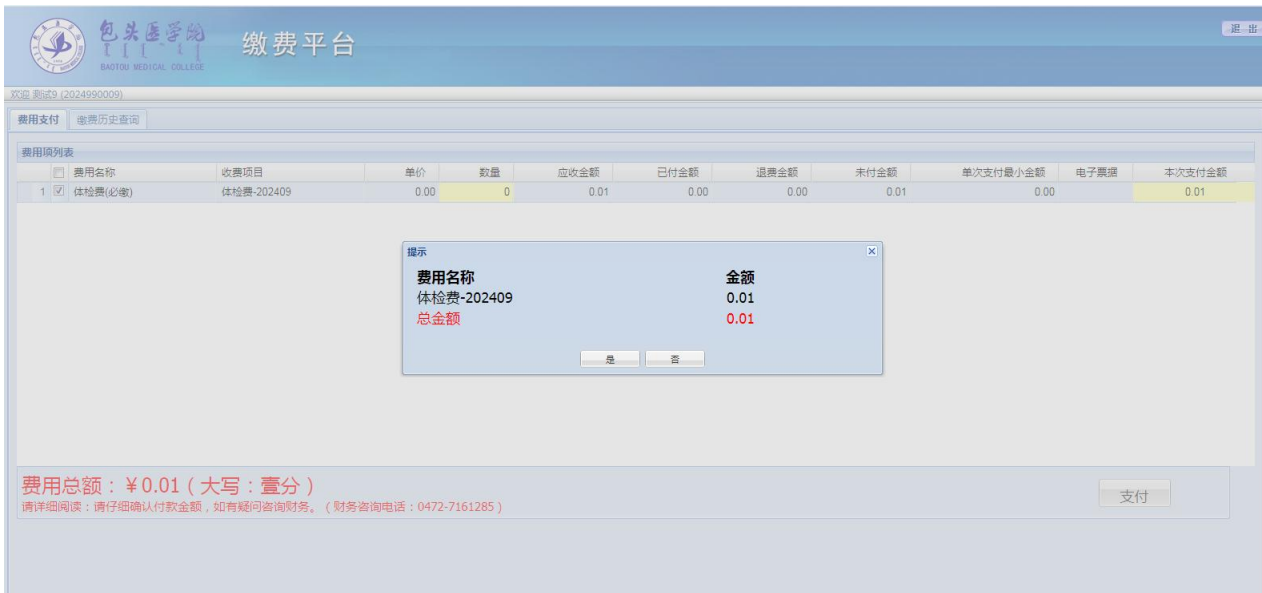 包头医学院
缴费平台
退 出
BAOTOU MEDICAL COLLEGE
欢迎 测试9 (2024990009)
费用支付 缴费历史查询
费用项列表
费用名称 收费项目 单价 数量 应收金额 已付金额 退费金额 未付金额 单次支付最小金额 电子票据 本次支付金额
1 体检费(必缴) 体检费-202409 0.00 0 0.01 0.00 0.00 0.01 0.00 0.01
提示
费用名称 金额
体检费-202409 0.01
总金额 0.01
是 否
费用总额：￥0.01（大写：壹分）
请详细阅读：请仔细确认付款金额，如有疑问咨询财务。（财务咨询电话：0472-7161285）
支付